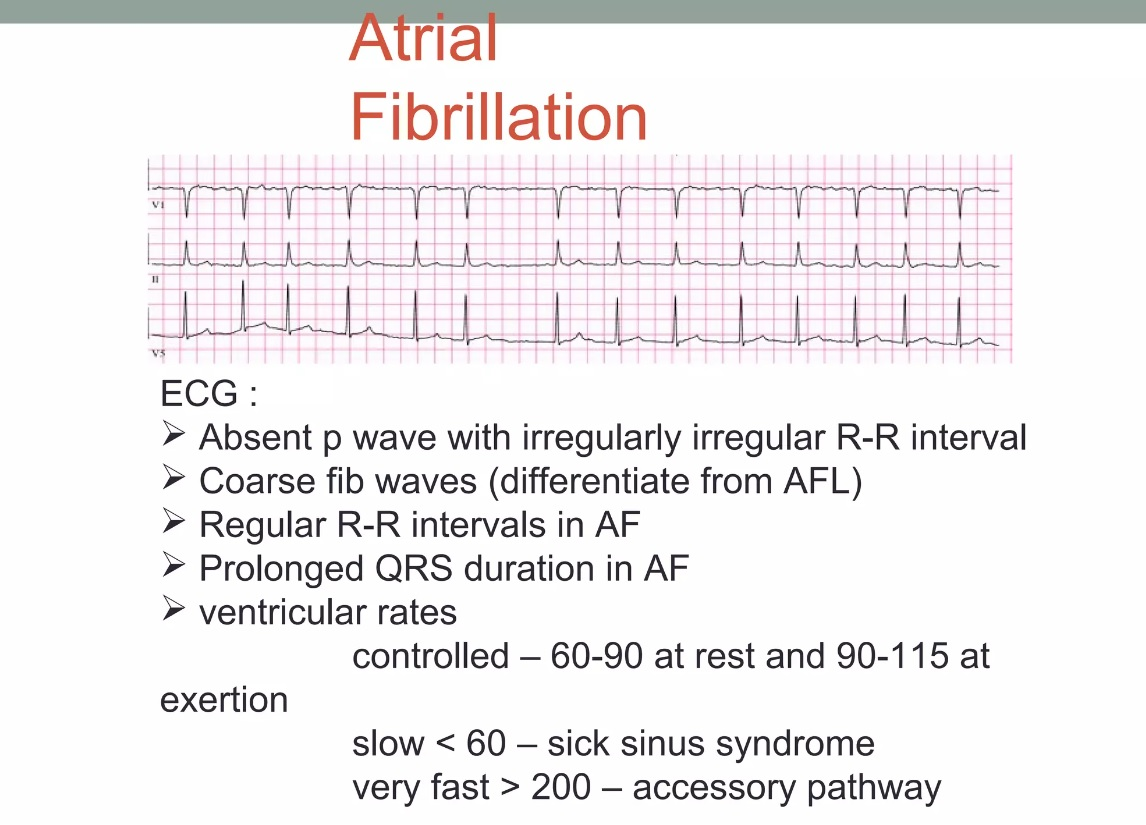 Atrial
Fibrillation
V1
II
V5
ECG :
➢ Absent p wave with irregularly irregular R-R interval
➢ Coarse fib waves (differentiate from AFL)
➢ Regular R-R intervals in AF
➢ Prolonged QRS duration in AF
➢ ventricular rates
controlled – 60-90 at rest and 90-115 at
exertion
slow < 60 – sick sinus syndrome
very fast > 200 – accessory pathway